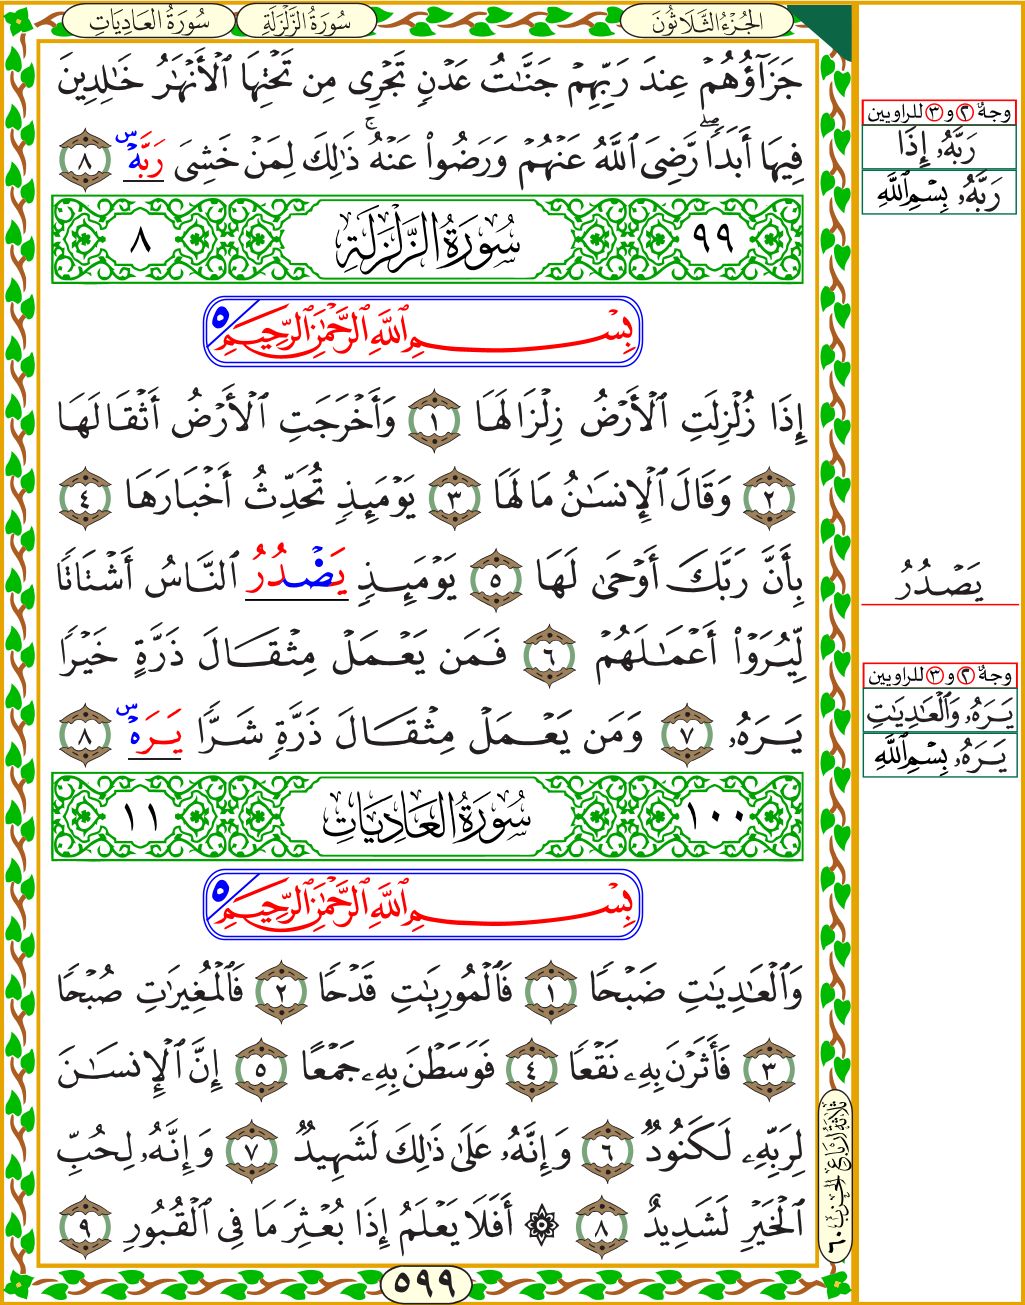 الجُزْءُ الثَّلَاثُونَ
سُورَةُ الزَّلْزَلَةِ
سُورَةُ العَادِيَاتِ
جَزَآؤُهُمْ عِندَ رَبِّهِمْ جَنَّٰتُ عَدْنٍ تَجْرِى مِن تَحْتِهَا ٱلْأَنْهَٰرُ خَٰلِدِينَ
فِيهَآ أَبَدًا ۖ رَّضِىَ ٱللَّهُ عَنْهُمْ وَرَضُوا۟ عَنْهُ ۚ ذَٰلِكَ لِمَنْ خَشِىَ رَبَّهُۥ ۜ ٨
٩٩ سُورَةُ الزَّلْزَلَةِ ٨
بِسْمِ ٱللَّهِ ٱلرَّحْمَٰنِ ٱلرَّحِيمِ ٥
إِذَا زُلْزِلَتِ ٱلْأَرْضُ زِلْزَالَهَا ١ وَأَخْرَجَتِ ٱلْأَرْضُ أَثْقَالَهَا
٢ وَقَالَ ٱلْإِنسَٰنُ مَا لَهَا ٣ يَوْمَئِذٍ تُحَدِّثُ أَخْبَارَهَا ٤
بِأَنَّ رَبَّكَ أَوْحَىٰ لَهَا ٥ يَوْمَئِذٍ يَصْدُرُ ٱلنَّاسُ أَشْتَاتًا
لِّيُرَوْا۟ أَعْمَٰلَهُمْ ٦ فَمَن يَعْمَلْ مِثْقَالَ ذَرَّةٍ خَيْرًا
يَرَهُۥ ٧ وَمَن يَعْمَلْ مِثْقَالَ ذَرَّةٍ شَرًّا يَرَهُۥ ۜ ٨
١٠٠ سُورَةُ العَادِيَاتِ ١١
بِسْمِ ٱللَّهِ ٱلرَّحْمَٰنِ ٱلرَّحِيمِ ٥
وَٱلْعَٰدِيَٰتِ ضَبْحًا ١ فَٱلْمُورِيَٰتِ قَدْحًا ٢ فَٱلْمُغِيرَٰتِ صُبْحًا
٣ فَأَثَرْنَ بِهِۦ نَقْعًا ٤ فَوَسَطْنَ بِهِۦ جَمْعًا ٥ إِنَّ ٱلْإِنسَٰنَ
لِرَبِّهِۦ لَكَنُودٌ ٦ وَإِنَّهُۥ عَلَىٰ ذَٰلِكَ لَشَهِيدٌ ٧ وَإِنَّهُۥ لِحُبِّ
ٱلْخَيْرِ لَشَدِيدٌ ٨ ۞ أَفَلَا يَعْلَمُ إِذَا بُعْثِرَ مَا فِى ٱلْقُبُورِ ٩
٥٩٩
وجهُ ٢ و ٣ للراويين
رَبَّهُۥ إِذَا
رَبَّهُۥ بِسْمِ ٱللَّهِ
يَصْدُرُ
وجهُ ٢ و ٣ للراويين
يَرَهُۥ وَٱلْعَٰدِيَٰتِ
يَرَهُۥ بِسْمِ ٱللَّهِ
ثَلَاثَةُ أَرْبَاعِ الحِزْبِ ٦٠